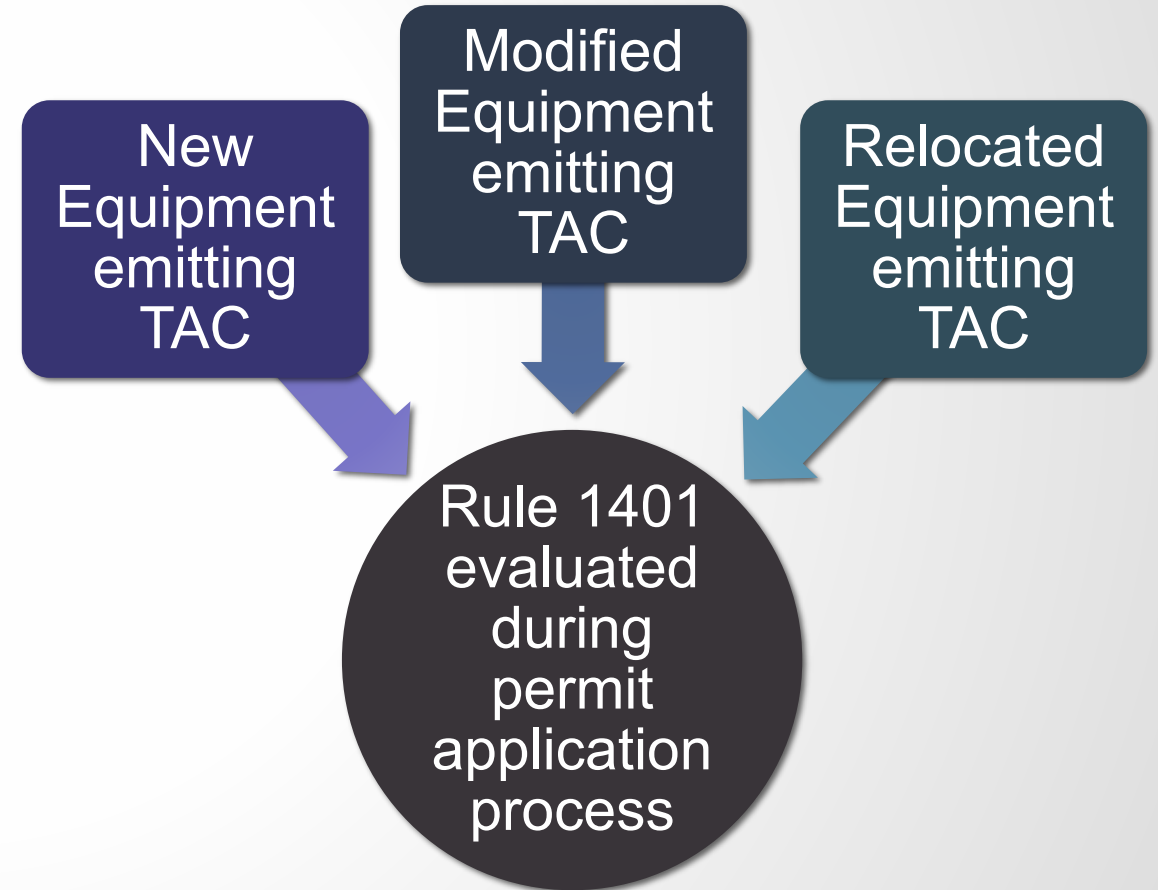 New
Equipment
emitting
TAC
Modified
Equipment
emitting
TAC
Relocated
Equipment
emitting
TAC
Rule 1401
evaluated
during
permit
application
process